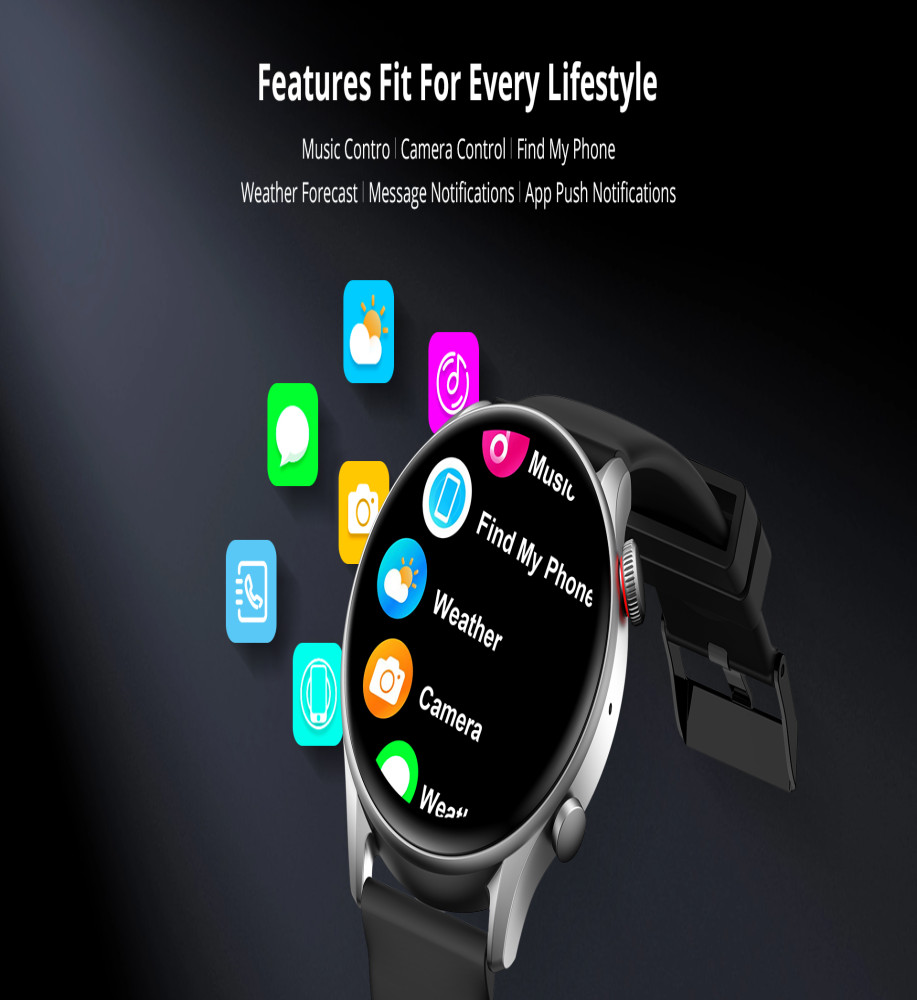 Features Fit For Every Lifestyle
Music Contro | Camera Control | Find My Phone
Weather Forecast | Message Notifications | App Push Notifications
Music
Find My Phone
Weather
Camera